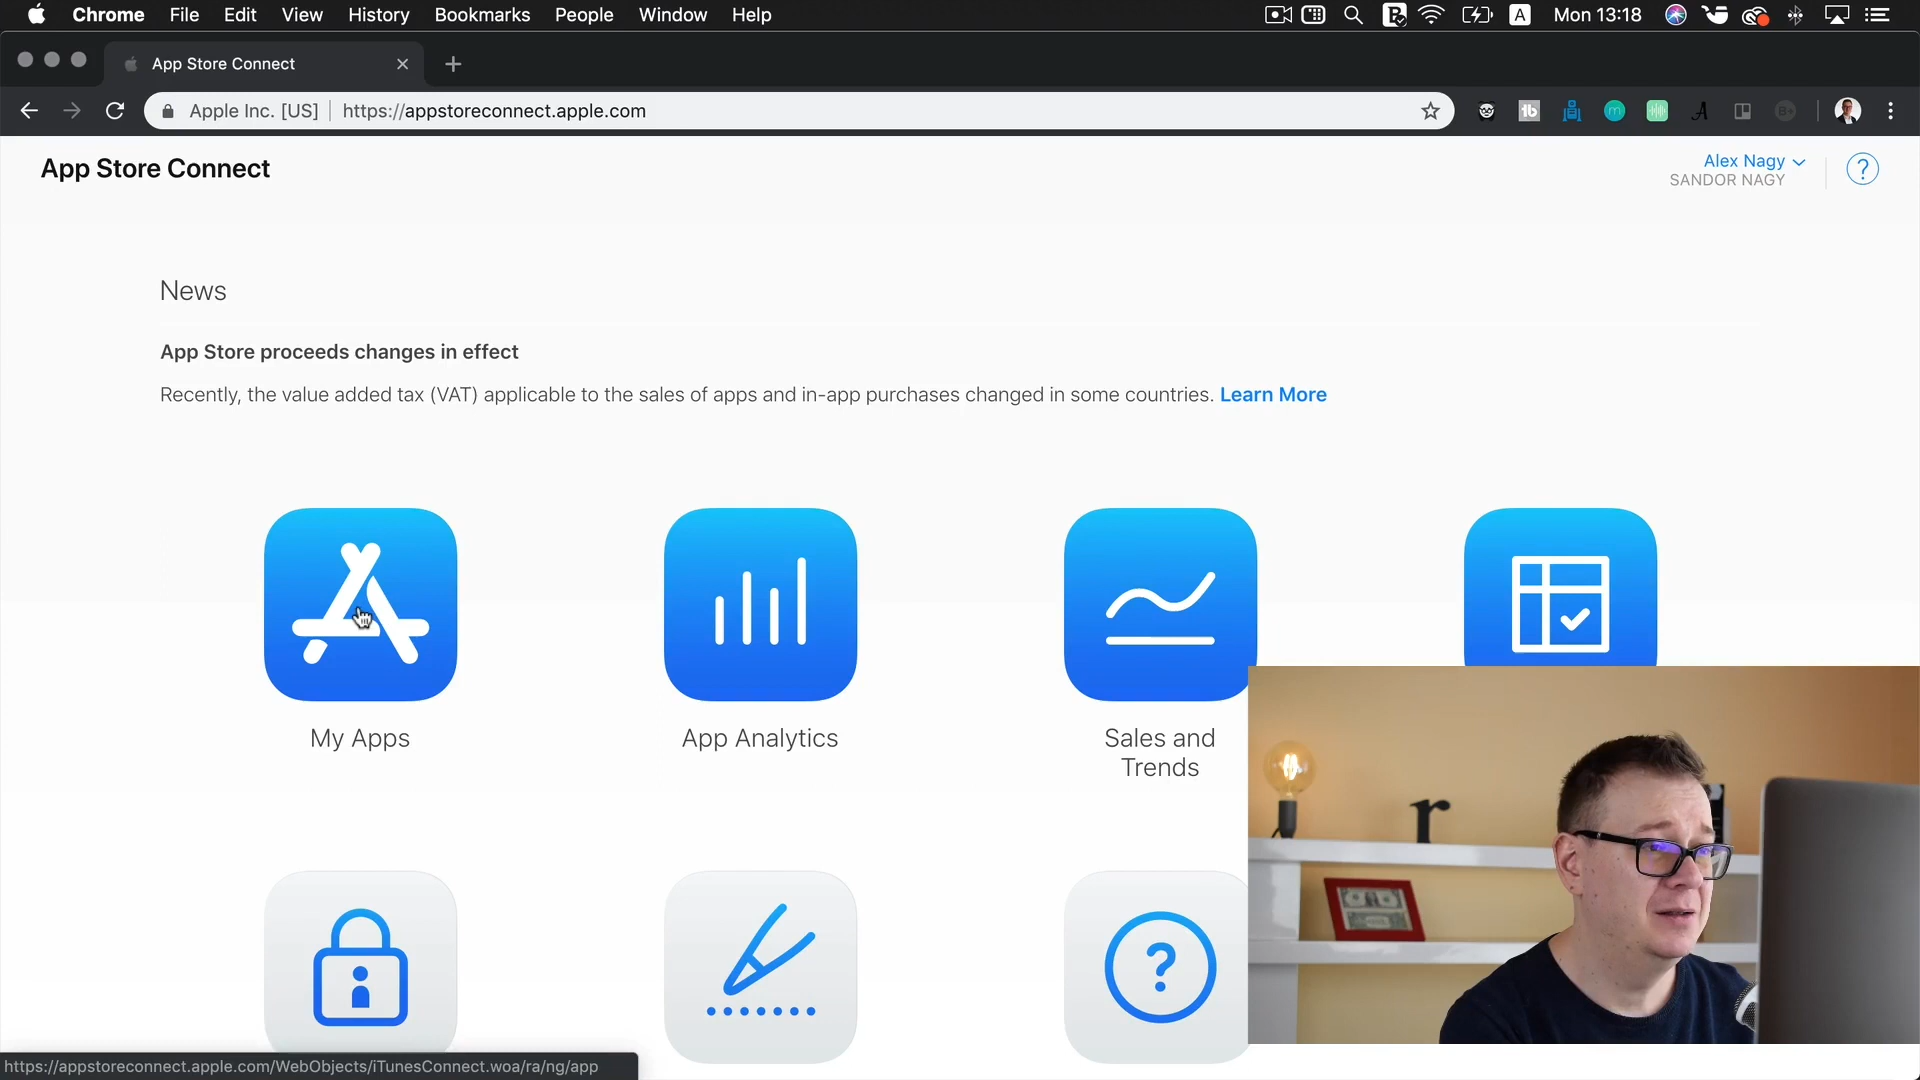 Chrome File Edit View History Bookmarks People Window Help A Mon 13:18
App Store Connect
Apple Inc. [US] https://appstoreconnect.apple.com
App Store Connect
Alex Nagy
SANDOR NAGY
?
News
App Store proceeds changes in effect
Recently, the value added tax (VAT) applicable to the sales of apps and in-app purchases changed in some countries. Learn More
My Apps
App Analytics
Sales and
Trends
?
r
https://appstoreconnect.apple.com/WebObjects/iTunesConnect.woa/ra/ng/app